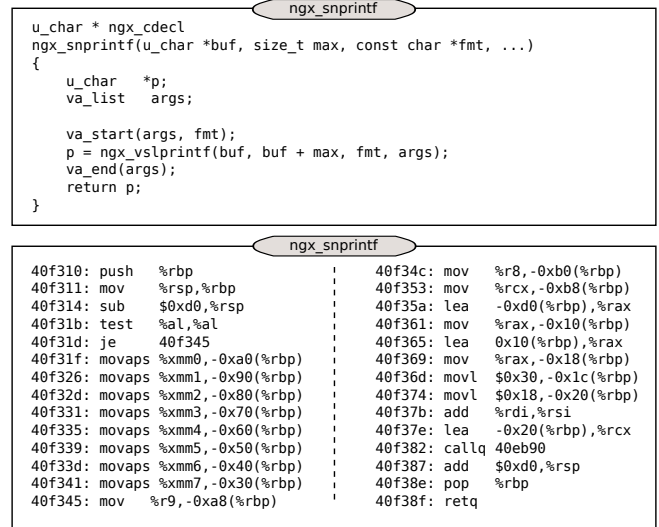 ngx_snprintf
u_char * ngx_cdecl
ngx_snprintf(u_char *buf, size_t max, const char *fmt, ...)
{
    u_char   *p;
    va_list   args;

    va_start(args, fmt);
    p = ngx_vslprintf(buf, buf + max, fmt, args);
    va_end(args);
    return p;
}
ngx_snprintf
40f310: push   %rbp
40f311: mov    %rsp,%rbp
40f314: sub    $0xd0,%rsp
40f31b: test   %al,%al
40f31d: je     40f345
40f31f: movaps %xmm0,-0xa0(%rbp)
40f326: movaps %xmm1,-0x90(%rbp)
40f32d: movaps %xmm2,-0x80(%rbp)
40f331: movaps %xmm3,-0x70(%rbp)
40f335: movaps %xmm4,-0x60(%rbp)
40f339: movaps %xmm5,-0x50(%rbp)
40f33d: movaps %xmm6,-0x40(%rbp)
40f341: movaps %xmm7,-0x30(%rbp)
40f345: mov   %r9,-0xa8(%rbp)
40f34c: mov    %r8,-0xb0(%rbp)
40f353: mov    %rcx,-0xb8(%rbp)
40f35a: lea    -0xd0(%rbp),%rax
40f361: mov    %rax,-0x10(%rbp)
40f365: lea    0x10(%rbp),%rax
40f369: mov    %rax,-0x18(%rbp)
40f36d: movl   $0x30,-0x1c(%rbp)
40f374: movl   $0x18,-0x20(%rbp)
40f37b: add    %rdi,%rsi
40f37e: lea    -0x20(%rbp),%rcx
40f382: callq  40eb90
40f387: add    $0xd0,%rsp
40f38e: pop    %rbp
40f38f: retq